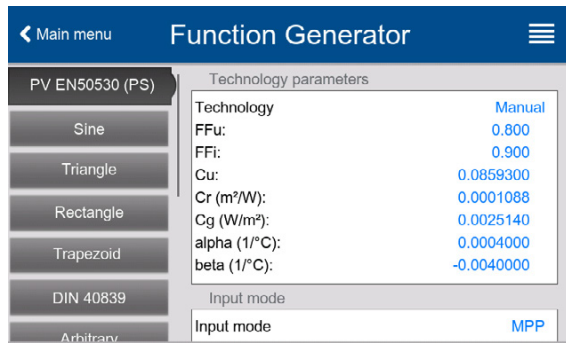 Main menu
Function Generator
PV EN50530 (PS)
Sine
Triangle
Rectangle
Trapezoid
DIN 40839
Arbitrary
Technology parameters
Technology Manual
FFu: 0.800
FFi: 0.900
Cu: 0.0859300
Cr (m²/W): 0.0001088
Cg (W/m²): 0.0025140
alpha (1/°C): 0.0004000
beta (1/°C): -0.0040000
Input mode
Input mode MPP